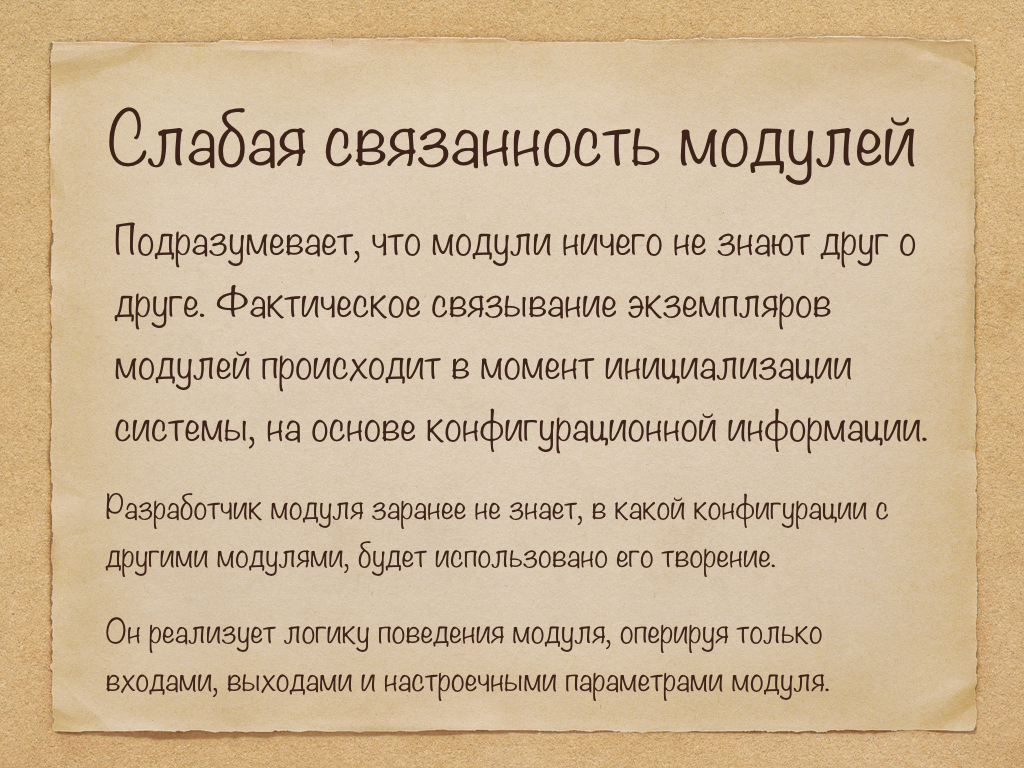 Слабая связанность модулей
Подразумевает, что модули ничего не знают друг о
друге. Фактическое связывание экземпляров
модулей происходит в момент инициализации
системы, на основе конфигурационной информации.
Разработчик модуля заранее не знает, в какой конфигурации с
другими модулями, будет использовано его творение.
Он реализует логику поведения модуля, оперируя только
входами, выходами и настроечными параметрами модуля.